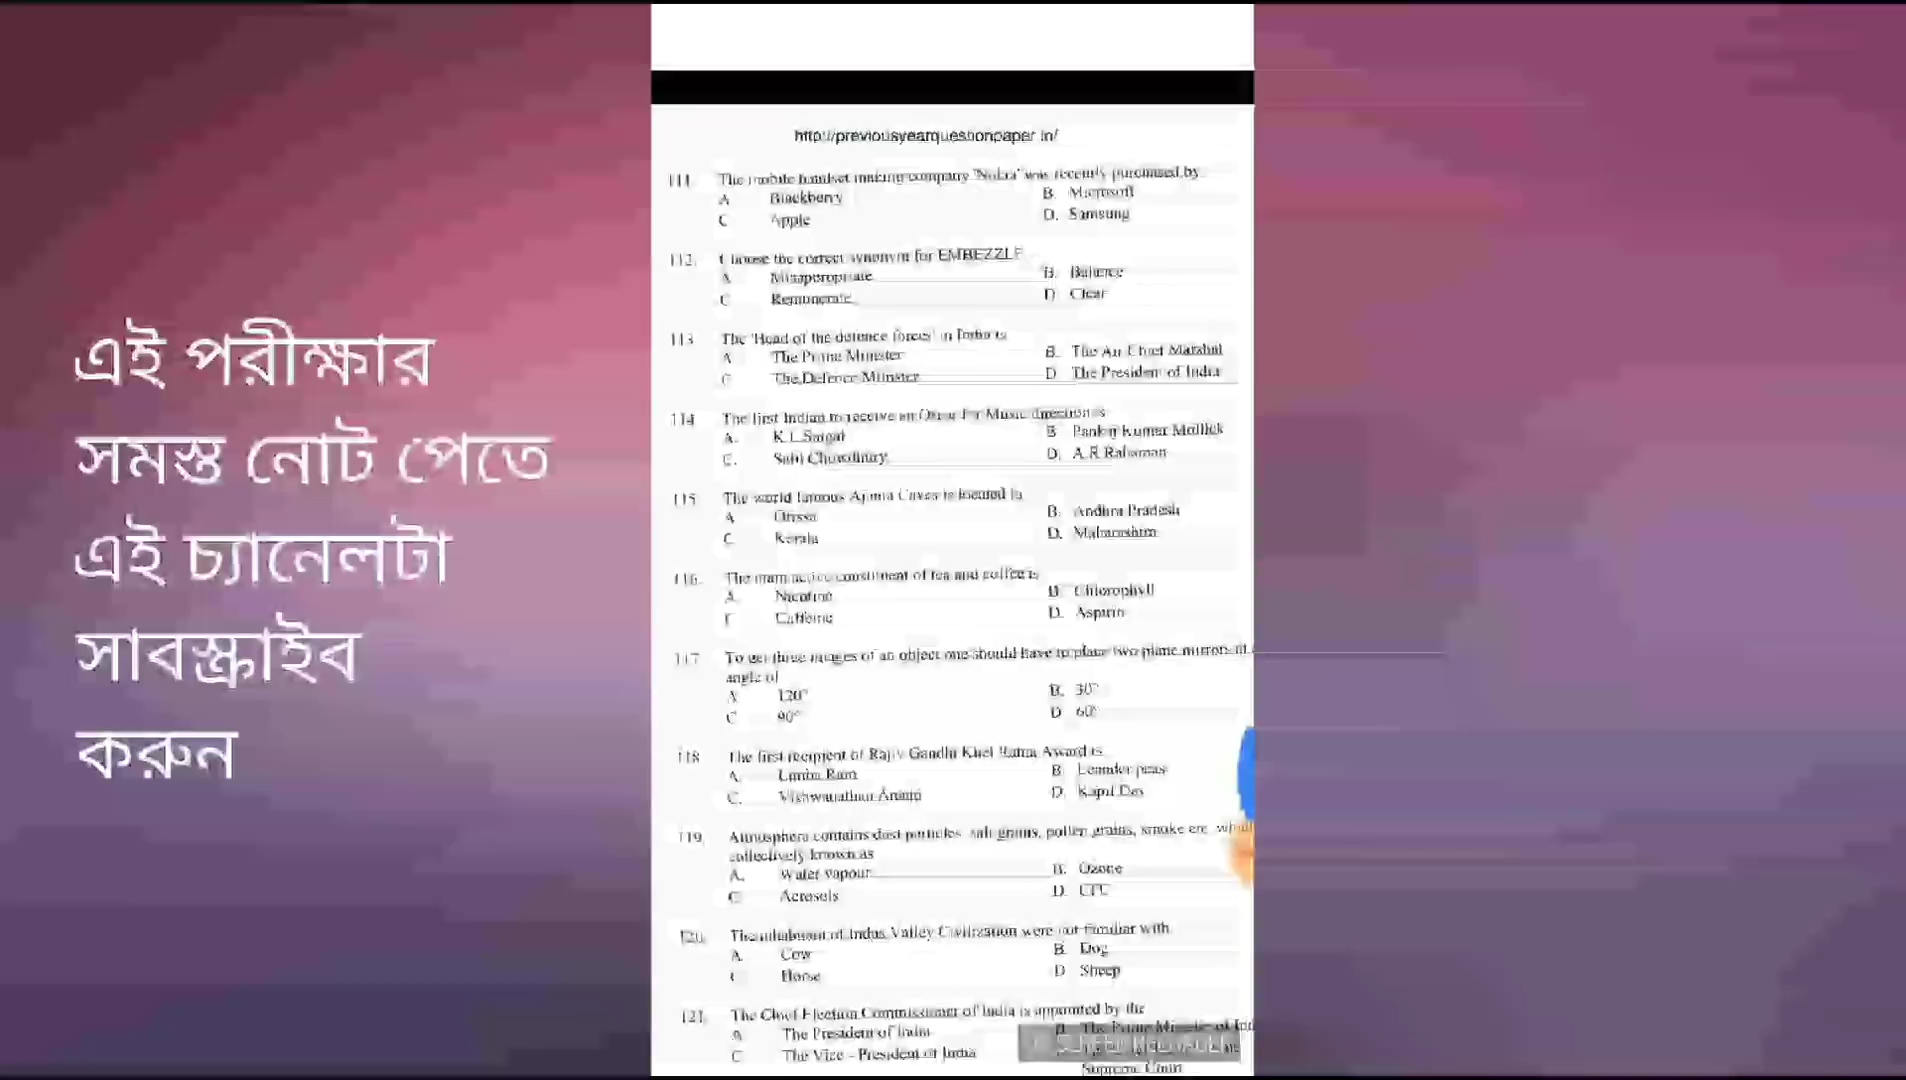 এই পরীক্ষার
সমস্ত নোট পেতে
এই চ্যানেলটা
সাবস্ক্রাইব
করুন
http://previousyearquestionpaper.in/
111. The mobile handset making company 'Nokia' was recently purchased by
A Blackberry B. Microsoft
C Apple D. Samsung
112. Choose the correct synonym for EMBEZZLE
A Misappropriate B. Balance
C Remunerate D Clear
113 The 'Head of the defence forces' in India is
A The Prime Minister B. The Air Chief Marshal
C The Defence Minister D The President of India
114 The first Indian to receive an Oscar for Music direction is
A. K L Saigal B Pankaj Kumar Mullick
C. Salil Chowdhury D. A R Rahaman
115 The world famous Ajanta Caves is located in
A Orissa B. Andhra Pradesh
C Kerala D. Maharashtra
116. The main active constituent of tea and coffee is
A. Nicotine B Chlorophyll
C Caffeine D. Aspirin
117 To get three images of an object one should have to place two plane mirrors at
angle of
A 120° B. 30°
C 90° D 60°
118 The first recipient of Rajiv Gandhi Khel Ratna Award is
A. Limba Ram B Leander paes
C. Vishwanathan Anand D. Kapil Dev
119. Atmosphere contains dust particles, salt grains, pollen grains, smoke etc.
collectively known as
A. Water vapour B. Ozone
C Aerosols D. CFC
120. The inhabitant of Indus Valley Civilization were not familiar with
A. Cow B Dog
C Horse D Sheep
121. The Chief Election Commissioner of India is appointed by the
A The President of India B The Prime Minister of Ind
C The Vice - President of India
Supreme Court